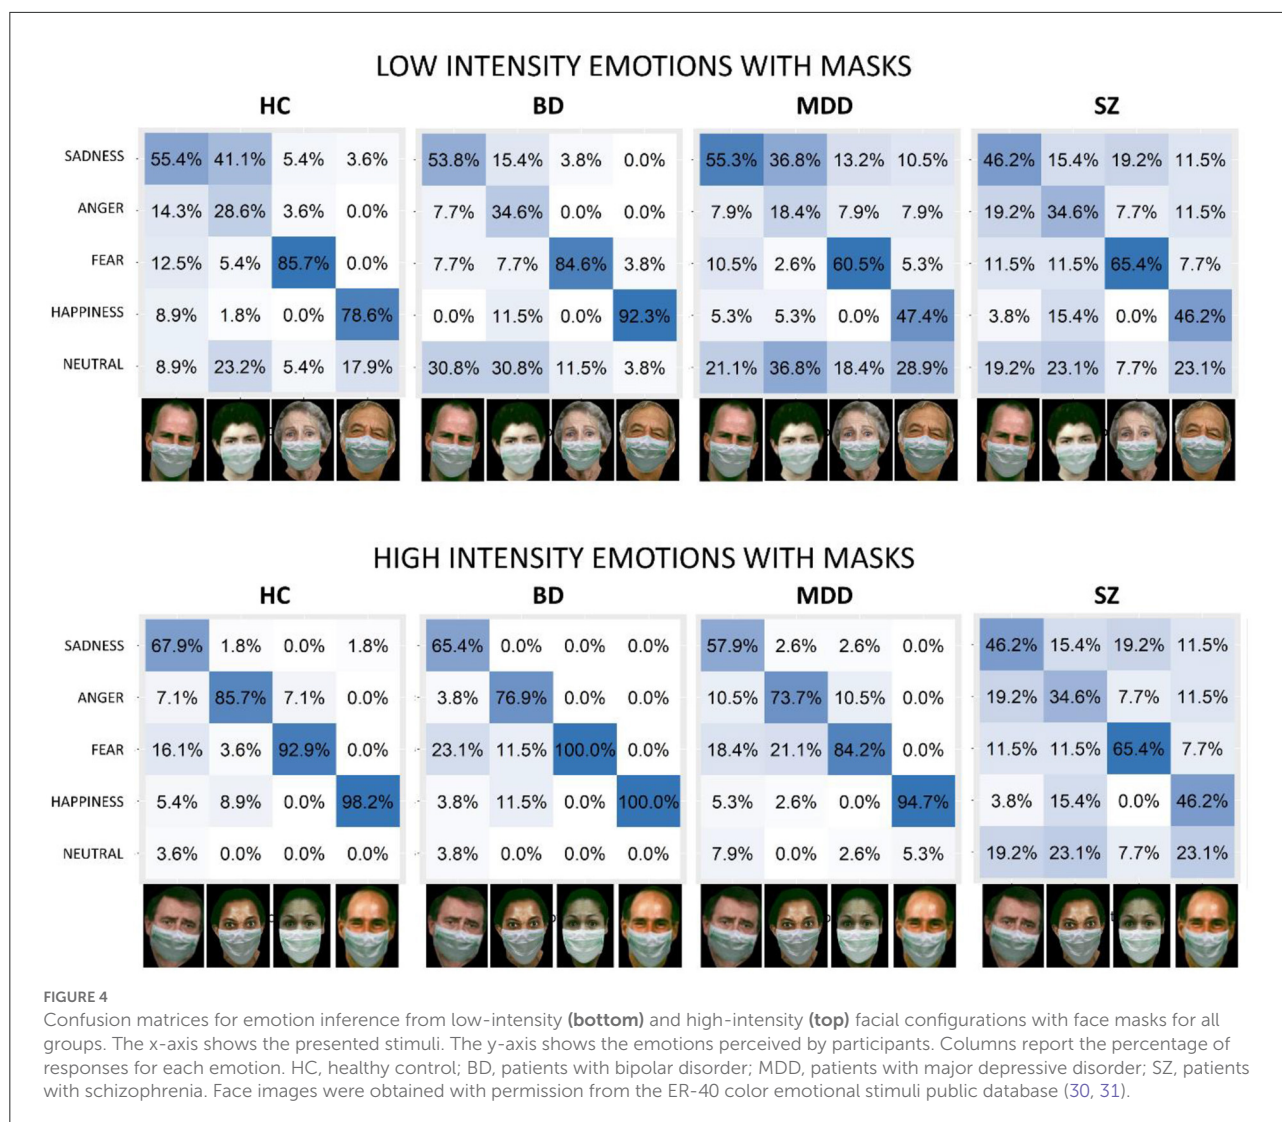 LOW INTENSITY EMOTIONS WITH MASKS
HC BD MDD SZ
SADNESS 55.4% 41.1% 5.4% 3.6% 53.8% 15.4% 3.8% 0.0% 55.3% 36.8% 13.2% 10.5% 46.2% 15.4% 19.2% 11.5%
ANGER 14.3% 28.6% 3.6% 0.0% 7.7% 34.6% 0.0% 0.0% 7.9% 18.4% 7.9% 7.9% 19.2% 34.6% 7.7% 11.5%
FEAR 12.5% 5.4% 85.7% 0.0% 7.7% 7.7% 84.6% 3.8% 10.5% 2.6% 60.5% 5.3% 11.5% 11.5% 65.4% 7.7%
HAPPINESS 8.9% 1.8% 0.0% 78.6% 0.0% 11.5% 0.0% 92.3% 5.3% 5.3% 0.0% 47.4% 3.8% 15.4% 0.0% 46.2%
NEUTRAL 8.9% 23.2% 5.4% 17.9% 30.8% 30.8% 11.5% 3.8% 21.1% 36.8% 18.4% 28.9% 19.2% 23.1% 7.7% 23.1%
HIGH INTENSITY EMOTIONS WITH MASKS
HC BD MDD SZ
SADNESS 67.9% 1.8% 0.0% 1.8% 65.4% 0.0% 0.0% 0.0% 57.9% 2.6% 2.6% 0.0% 46.2% 15.4% 19.2% 11.5%
ANGER 7.1% 85.7% 7.1% 0.0% 3.8% 76.9% 0.0% 0.0% 10.5% 73.7% 10.5% 0.0% 19.2% 34.6% 7.7% 11.5%
FEAR 16.1% 3.6% 92.9% 0.0% 23.1% 11.5% 100.0% 0.0% 18.4% 21.1% 84.2% 0.0% 11.5% 11.5% 65.4% 7.7%
HAPPINESS 5.4% 8.9% 0.0% 98.2% 3.8% 11.5% 0.0% 100.0% 5.3% 2.6% 0.0% 94.7% 3.8% 15.4% 0.0% 46.2%
NEUTRAL 3.6% 0.0% 0.0% 0.0% 3.8% 0.0% 0.0% 0.0% 7.9% 0.0% 2.6% 5.3% 19.2% 23.1% 7.7% 23.1%
FIGURE 4
Confusion matrices for emotion inference from low-intensity (bottom) and high-intensity (top) facial configurations with face masks for all
groups. The x-axis shows the presented stimuli. The y-axis shows the emotions perceived by participants. Columns report the percentage of
responses for each emotion. HC, healthy control; BD, patients with bipolar disorder; MDD, patients with major depressive disorder; SZ, patients
with schizophrenia. Face images were obtained with permission from the ER-40 color emotional stimuli public database (30, 31).